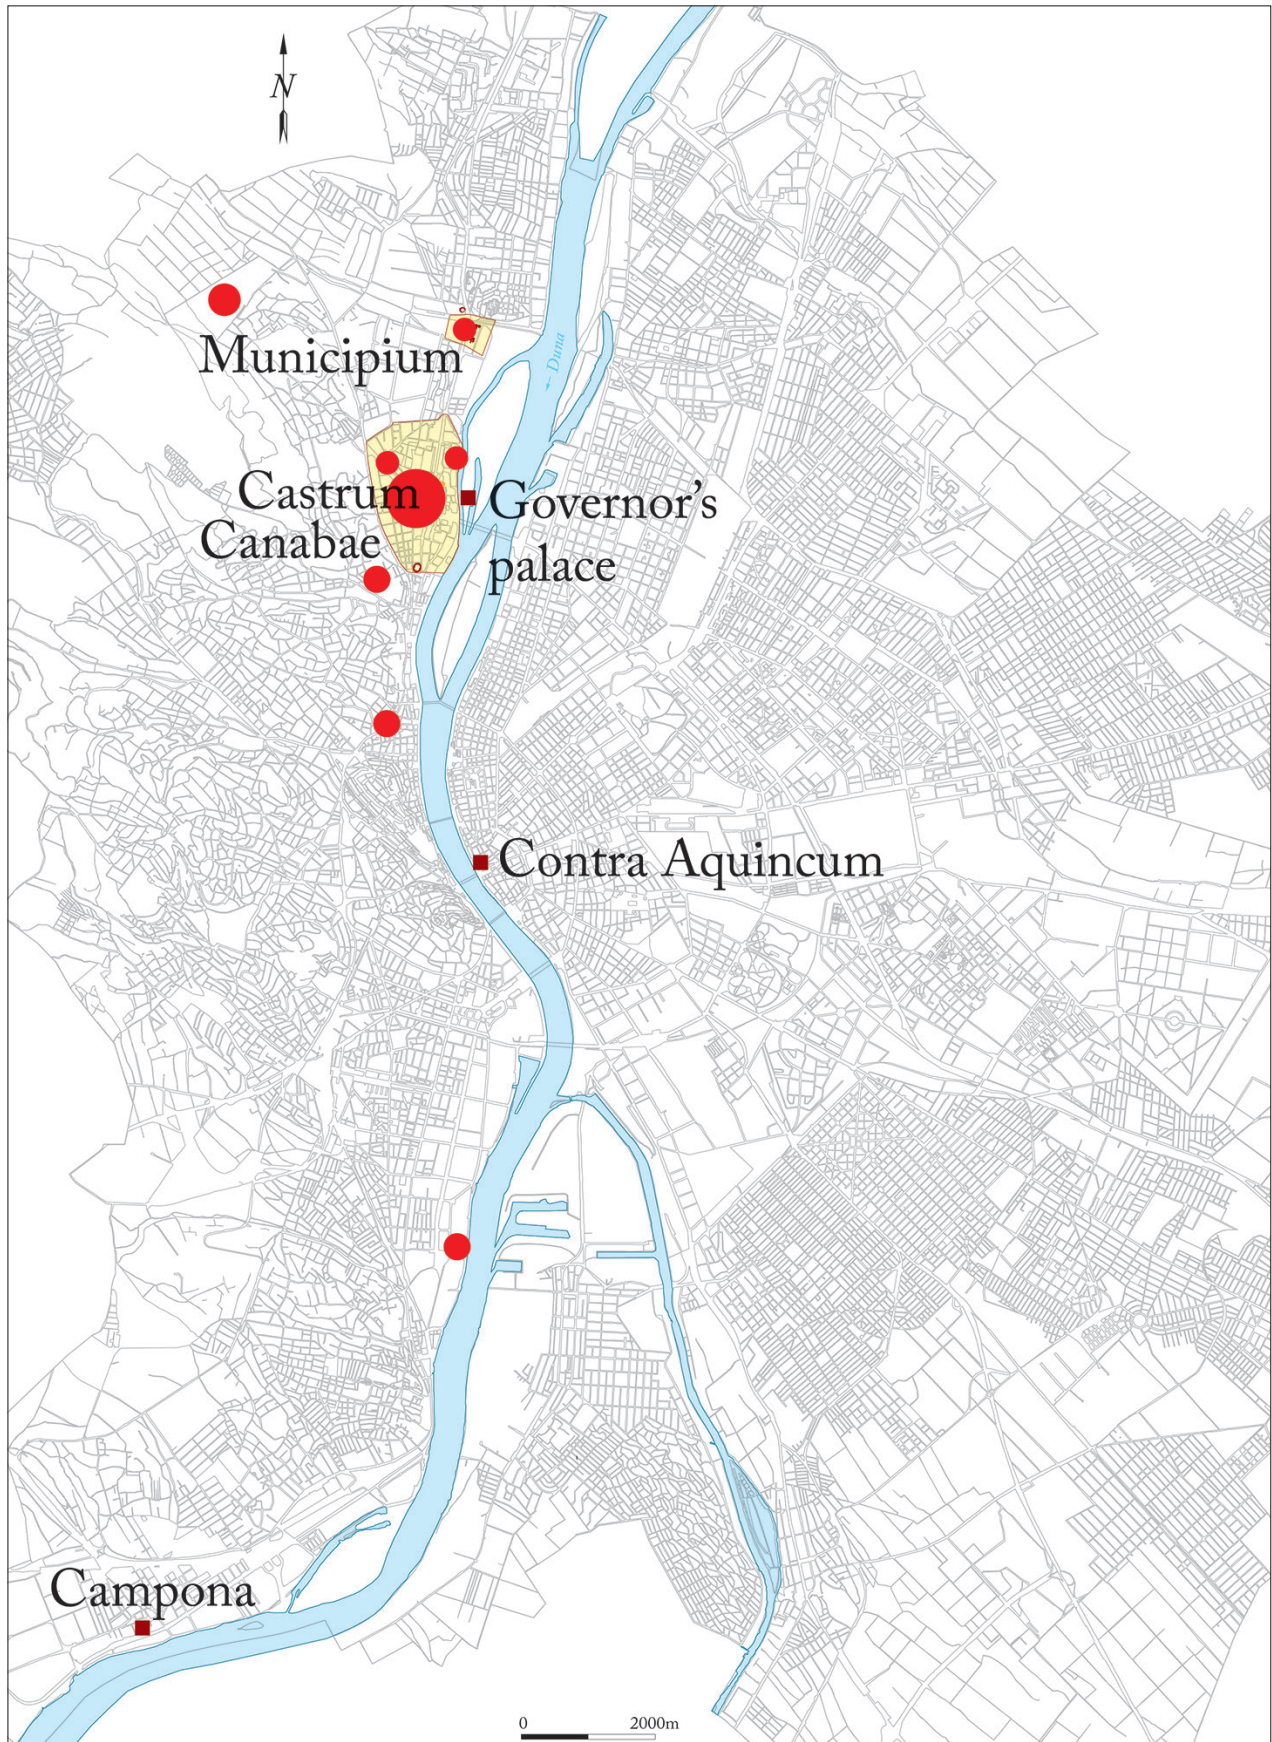 N
Municipium
← Duna
Castrum
Canabae
Governor's
palace
Contra Aquincum
Campona
0 2000m